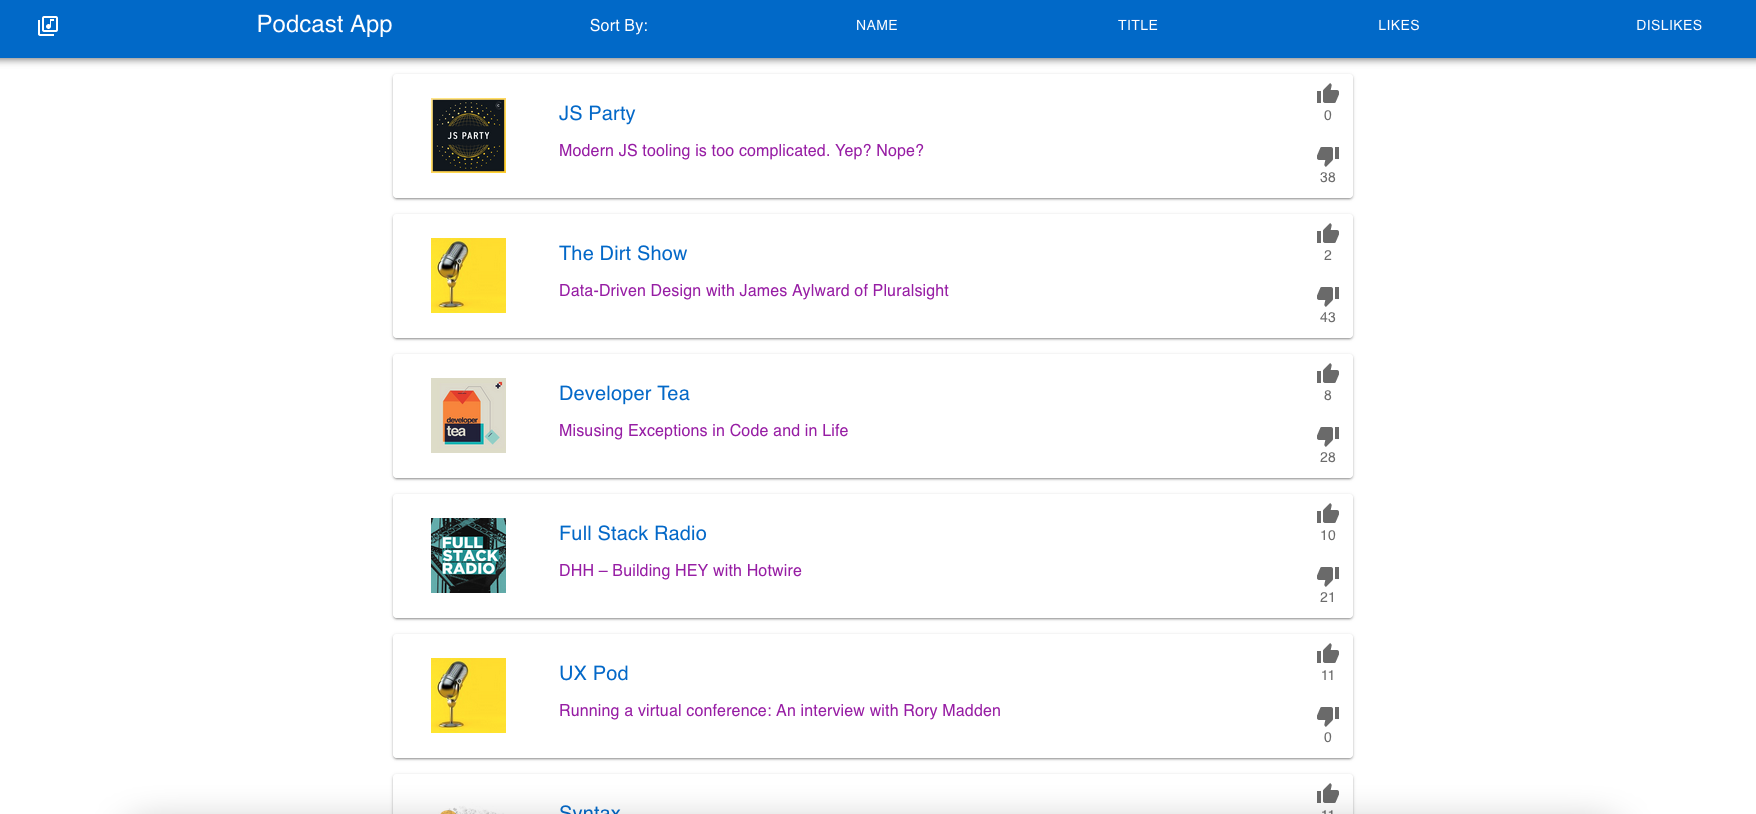 Podcast App
Sort By:
NAME
TITLE
LIKES
DISLIKES
JS PARTY
JS Party
Modern JS tooling is too complicated. Yep? Nope?
0
38
The Dirt Show
Data-Driven Design with James Aylward of Pluralsight
2
43
developer
tea
Developer Tea
Misusing Exceptions in Code and in Life
8
28
FULL
STACK
RADIO
Full Stack Radio
DHH – Building HEY with Hotwire
10
21
UX Pod
Running a virtual conference: An interview with Rory Madden
11
0
Syntax
11